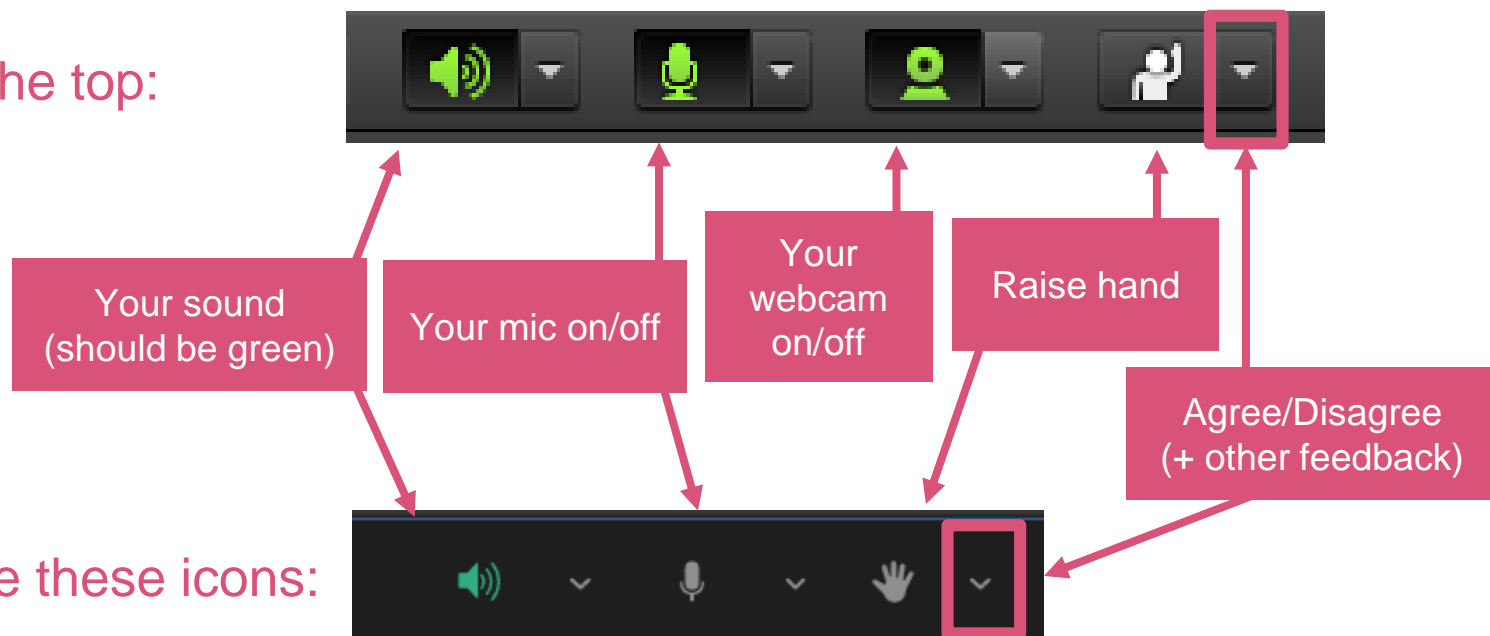 he top:
Your sound
(should be green)
Your mic on/off
Your
webcam
on/off
Raise hand
Agree/Disagree
(+ other feedback)
e these icons: